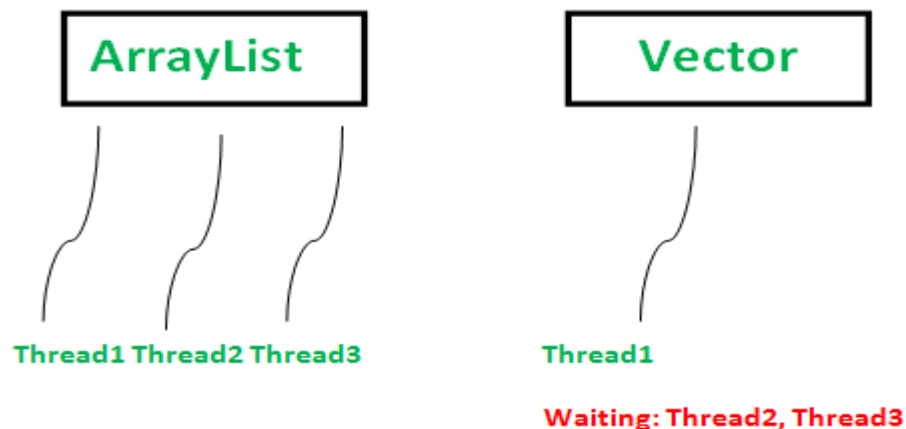 ArrayList
Vector
Thread1 Thread2 Thread3
Thread1
Waiting: Thread2, Thread3